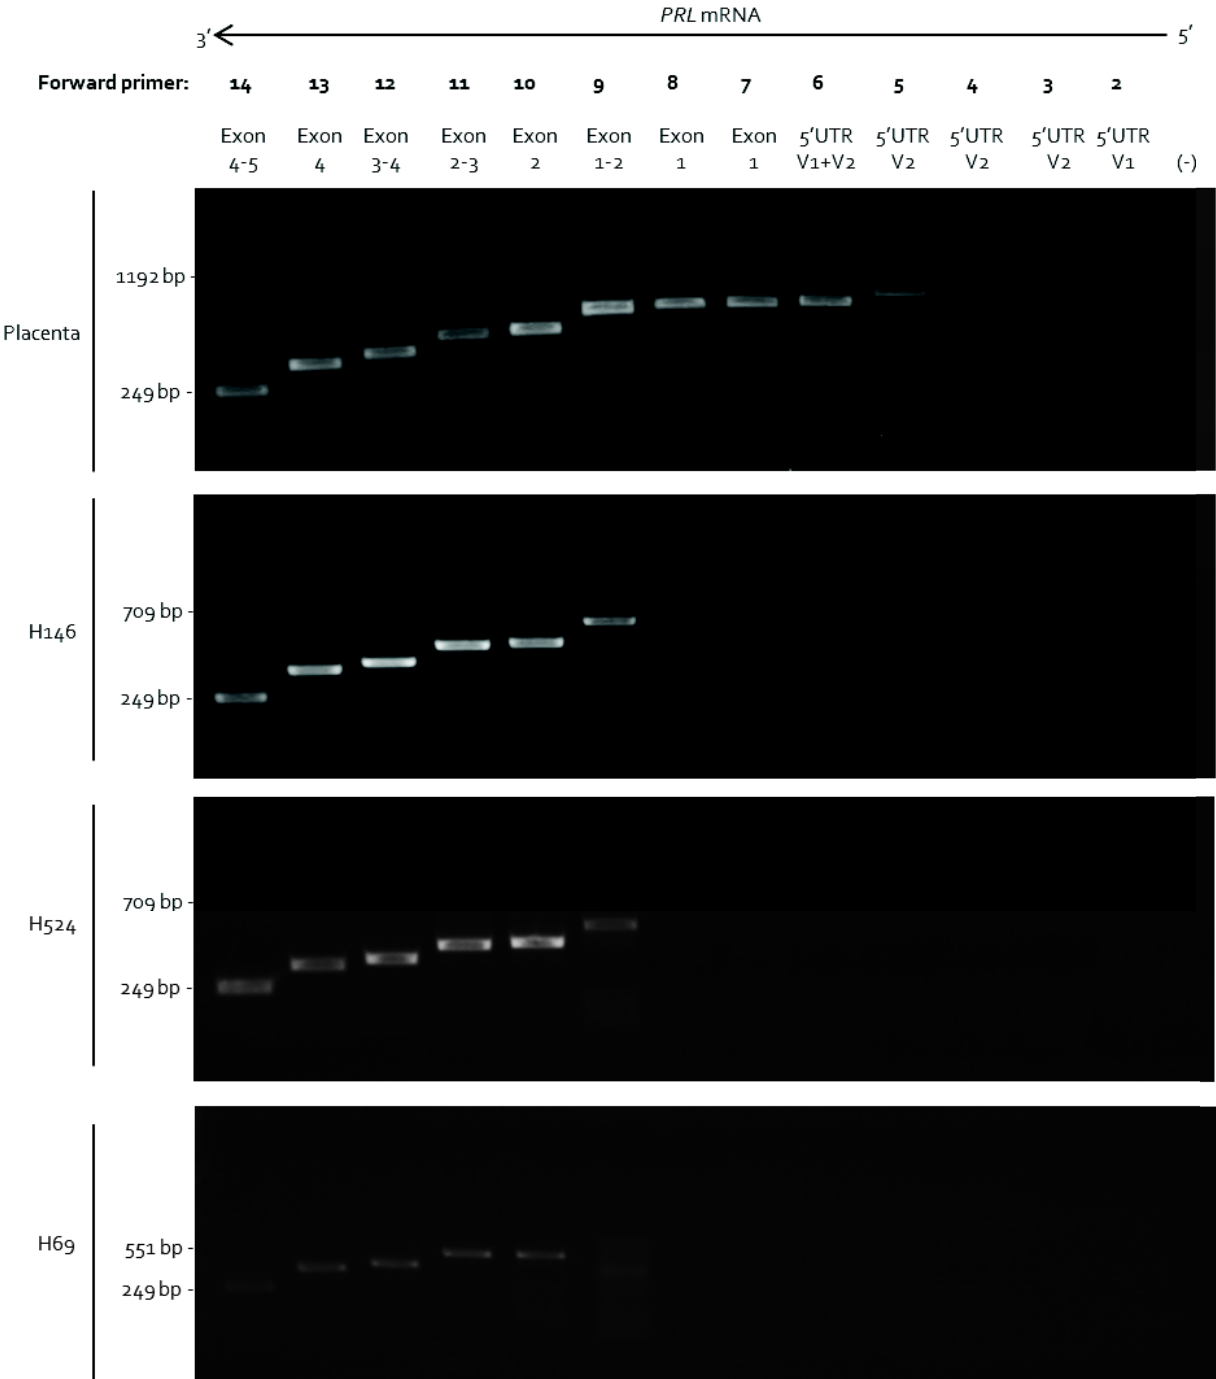 PRL mRNA
3' 5'
Forward primer: 14 13 12 11 10 9 8 7 6 5 4 3 2
Exon Exon Exon Exon Exon Exon Exon Exon 5'UTR 5'UTR 5'UTR 5'UTR 5'UTR
4-5 4 3-4 2-3 2 1-2 1 1 V1+V2 V2 V2 V2 V1 (-)
1192 bp -
Placenta
249 bp -
709 bp -
H146
249 bp -
709 bp -
H524
249 bp -
H69
551 bp -
249 bp -